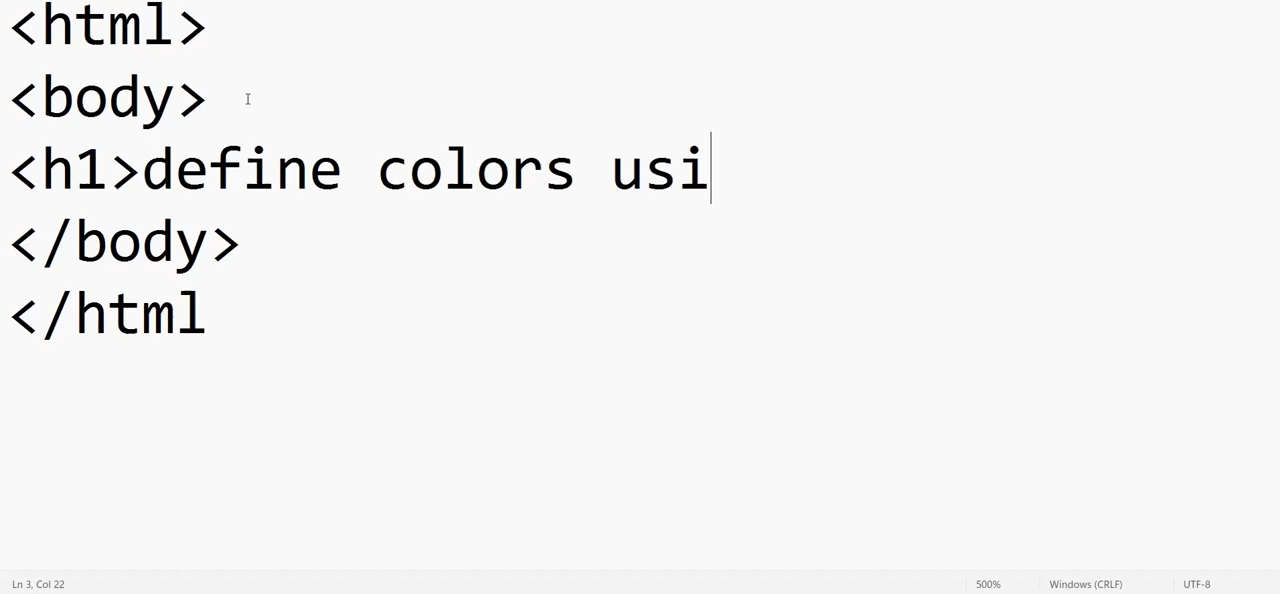 <html>
<body>
<h1>define colors usi
</body>
</html
Ln 3, Col 22 500% Windows (CRLF) UTF-8